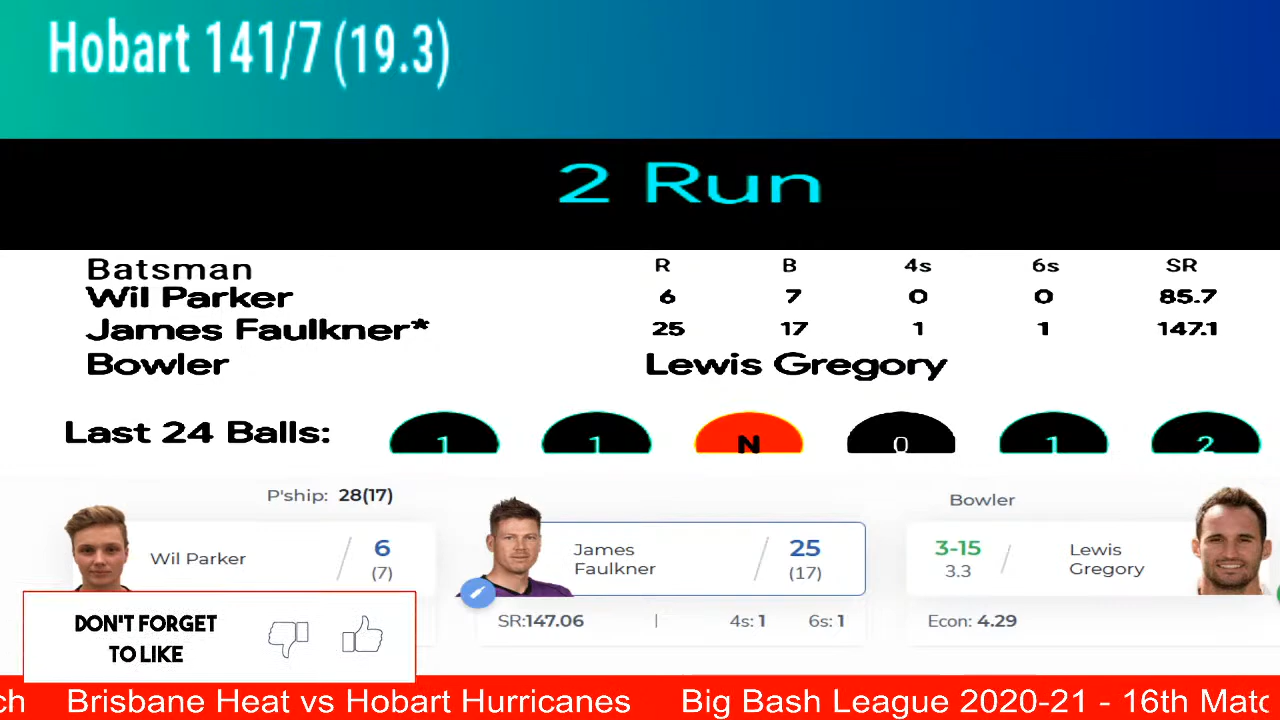 Hobart 141/7 (19.3)
2 Run
Batsman R B 4s 6s SR
Wil Parker 6 7 0 0 85.7
James Faulkner* 25 17 1 1 147.1
Bowler Lewis Gregory
Last 24 Balls: 1 1 N 0 1 2
P'ship: 28(17)
Bowler
Wil Parker 6
(7)
James Faulkner 25
(17)
3-15
3.3
Lewis Gregory
SR:147.06 | 4s: 1 6s: 1
Econ: 4.29
DON'T FORGET
TO LIKE
ch Brisbane Heat vs Hobart Hurricanes Big Bash League 2020-21 - 16th Matc